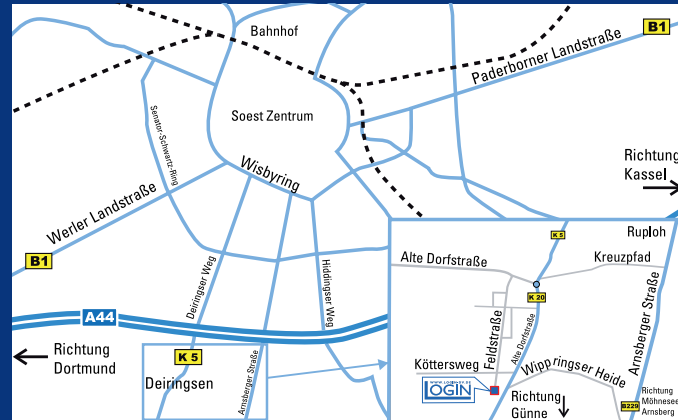 Bahnhof
B1
Paderborner Landstraße
Senator-Schwartz-Ring
Soest Zentrum
Wisbyring
Richtung
Kassel
Werler Landstraße
B1
Deiringser Weg
Hiddingser Weg
A44
Richtung
Dortmund
K 5
Deiringsen
Arnsberger Straße
K 5
Ruploh
Alte Dorfstraße
Kreuzpfad
K 20
Arnsberger Straße
Feldstraße
Alte Dorfstraße
Köttersweg
Wippringser Heide
LOGIN
Richtung
Günne
B229
Richtung
Möhnesee
Arnsberg